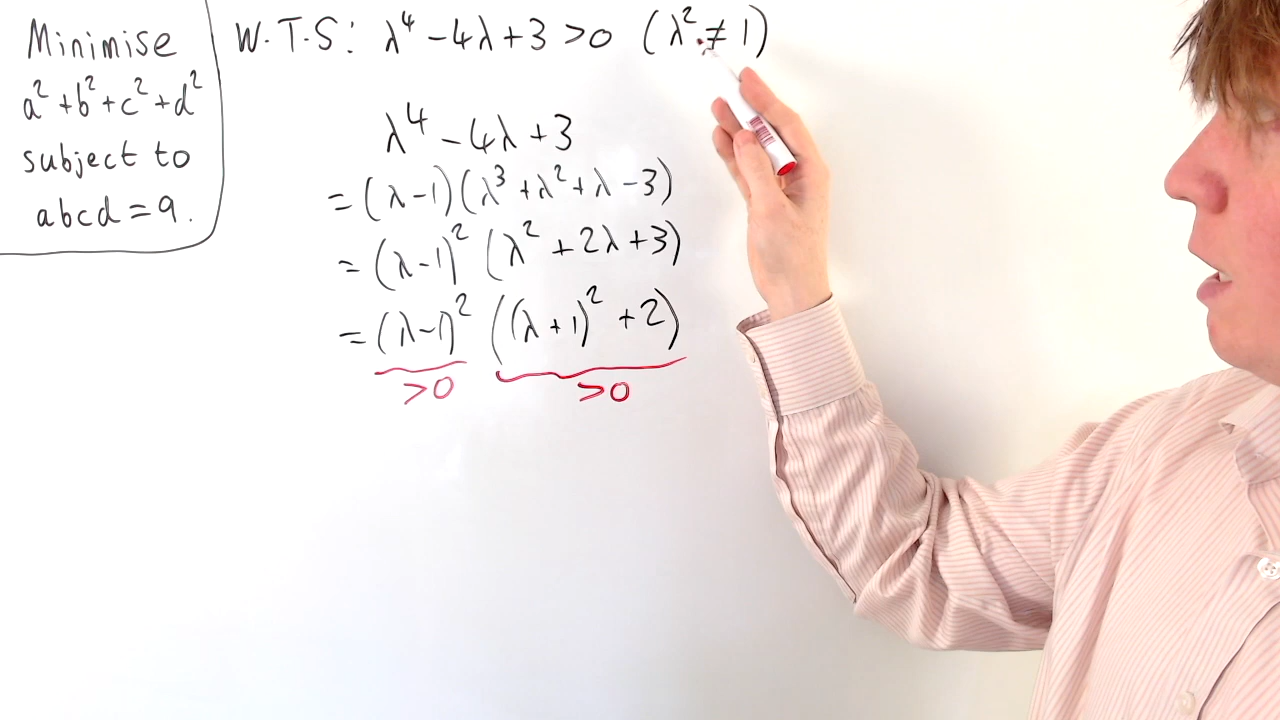 Minimise
a² + b² + c² + d²
subject to
abcd = 9.
W.T.S: λ⁴ - 4λ + 3 > 0 (λ² ≠ 1)
λ⁴ - 4λ + 3
= (λ - 1)(λ³ + λ² + λ - 3)
= (λ - 1)² (λ² + 2λ + 3)
= (λ - 1)² ((λ + 1)² + 2)
>0 >0